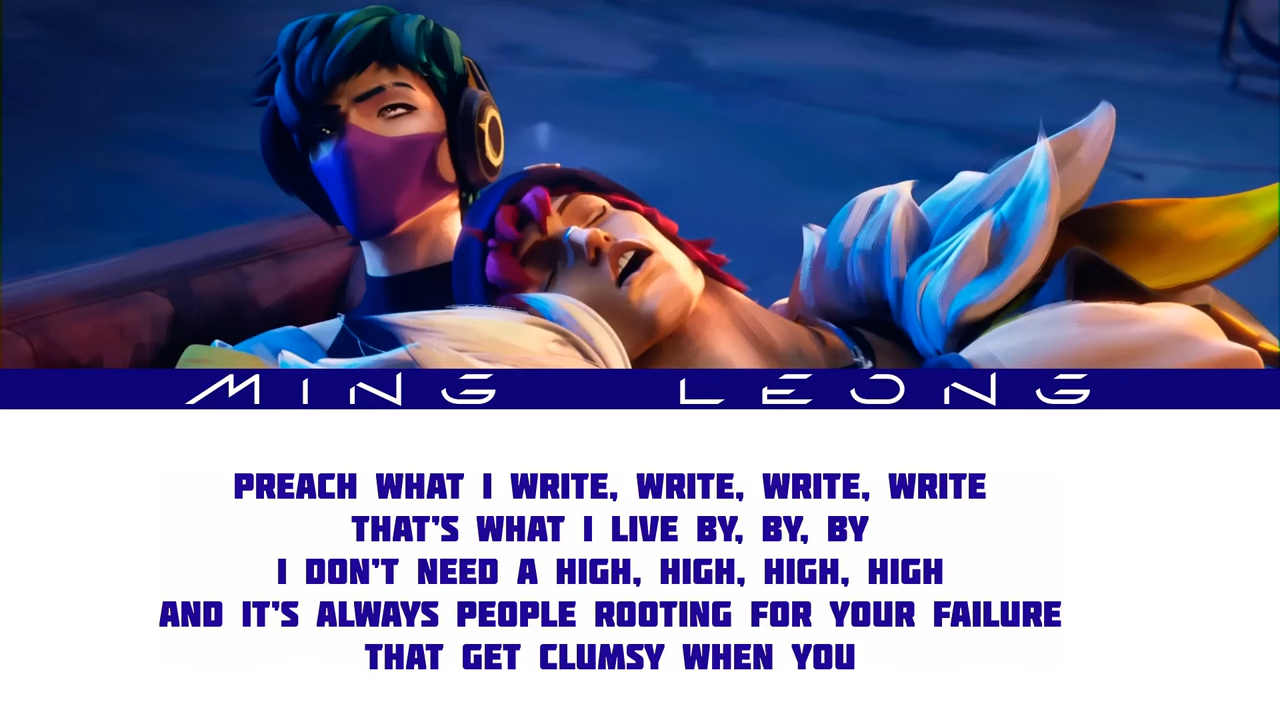 MING LEONG
PREACH WHAT I WRITE, WRITE, WRITE, WRITE
THAT'S WHAT I LIVE BY, BY, BY
I DON'T NEED A HIGH, HIGH, HIGH, HIGH
AND IT'S ALWAYS PEOPLE ROOTING FOR YOUR FAILURE
THAT GET CLUMSY WHEN YOU